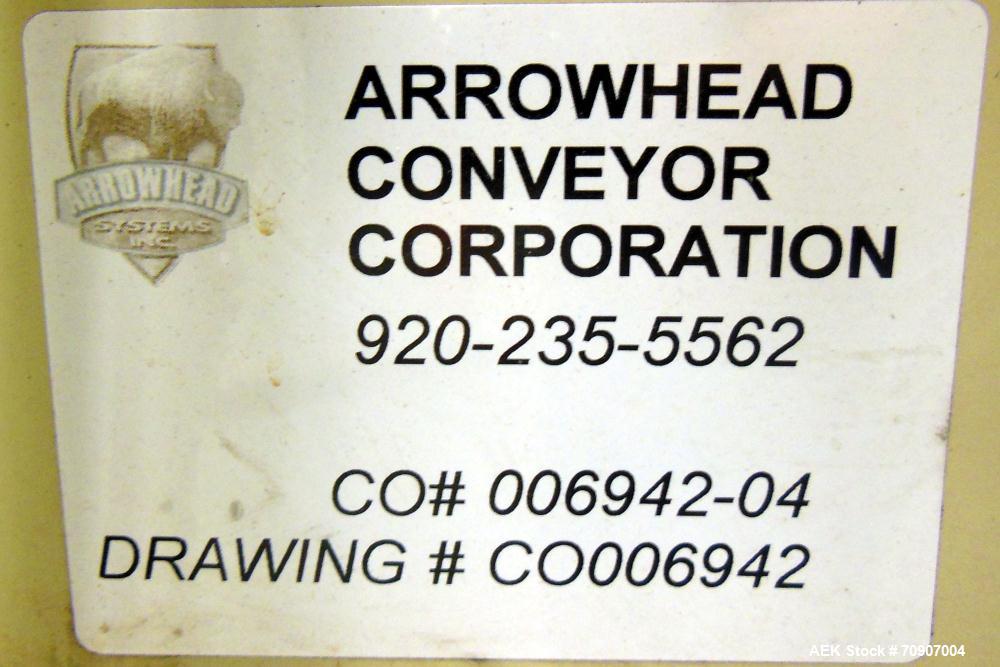 ARROWHEAD
SYSTEMS
INC.
ARROWHEAD
CONVEYOR
CORPORATION
920-235-5562
CO# 006942-04
DRAWING # CO006942
AEK Stock # 70907004